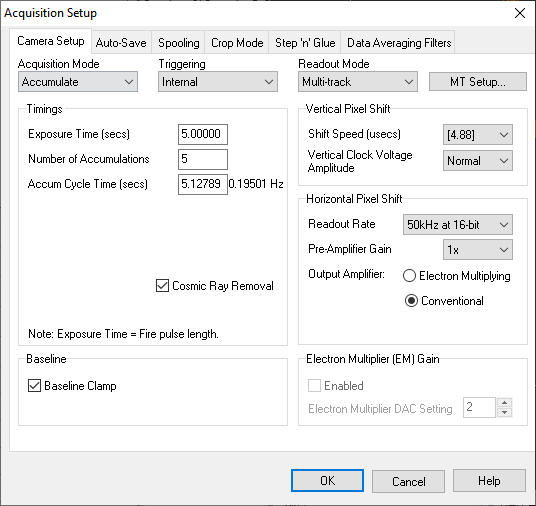 Acquisition Setup
Camera Setup Auto-Save Spooling Crop Mode Step 'n' Glue Data Averaging Filters
Acquisition Mode Triggering Readout Mode
Accumulate Internal Multi-track MT Setup...
Timings
Exposure Time (secs) 5.00000
Number of Accumulations 5
Accum Cycle Time (secs) 5.12789 0.19501 Hz
Cosmic Ray Removal
Note: Exposure Time = Fire pulse length.
Vertical Pixel Shift
Shift Speed (usecs) [4.88]
Vertical Clock Voltage
Amplitude Normal
Horizontal Pixel Shift
Readout Rate 50kHz at 16-bit
Pre-Amplifier Gain 1x
Output Amplifier: Electron Multiplying
Conventional
Baseline
Baseline Clamp
Electron Multiplier (EM) Gain
Enabled
Electron Multiplier DAC Setting 2
OK Cancel Help